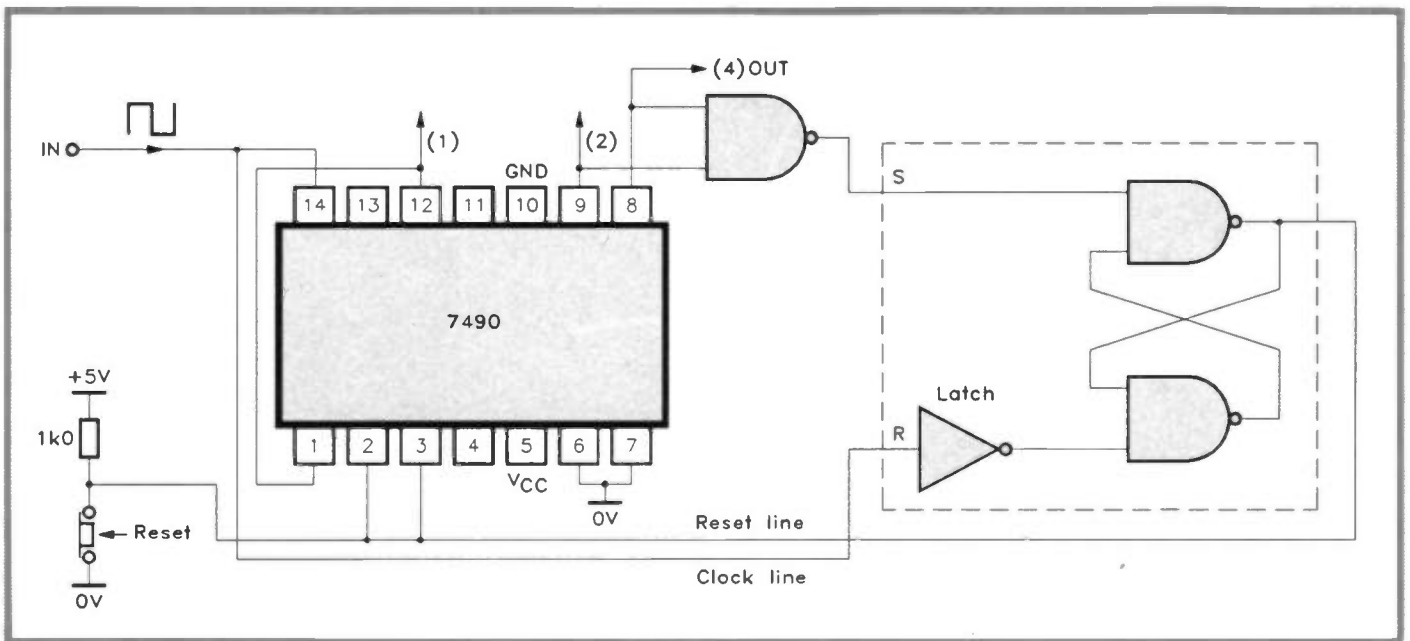 (4) OUT
IN
(1)
(2)
GND
S
14 13 12 11 10 9 8
7490
+5V
Latch
1k0
R
1 2 3 4 5 6 7
VCC
0V
Reset
Reset line
Clock line
0V